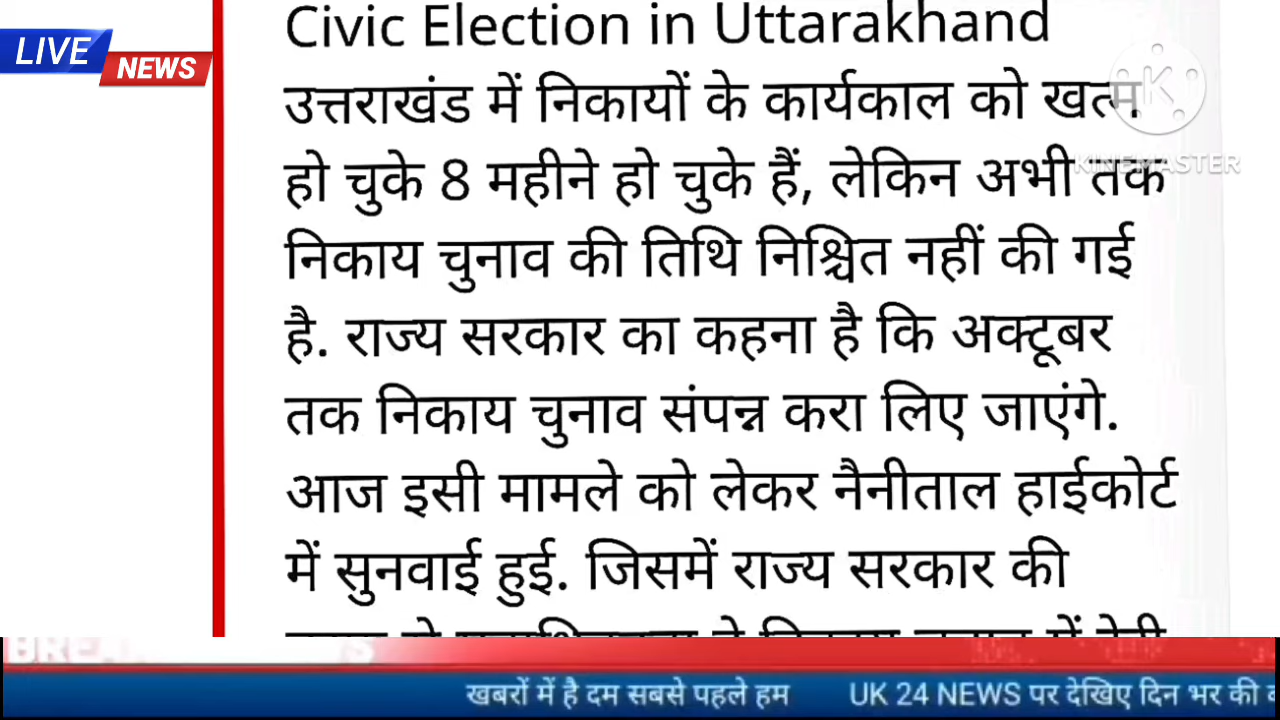 Civic Election in Uttarakhand
LIVE
NEWS
उत्तराखंड में निकायों के कार्यकाल को खत्म
हो चुके 8 महीने हो चुके हैं, लेकिन अभी तक
KINEMASTER
निकाय चुनाव की तिथि निश्चित नहीं की गई
है. राज्य सरकार का कहना है कि अक्टूबर
तक निकाय चुनाव संपन्न करा लिए जाएंगे.
आज इसी मामले को लेकर नैनीताल हाईकोर्ट
में सुनवाई हुई. जिसमें राज्य सरकार की
खबरों में है दम सबसे पहले हम UK 24 NEWS पर देखिए दिन भर की